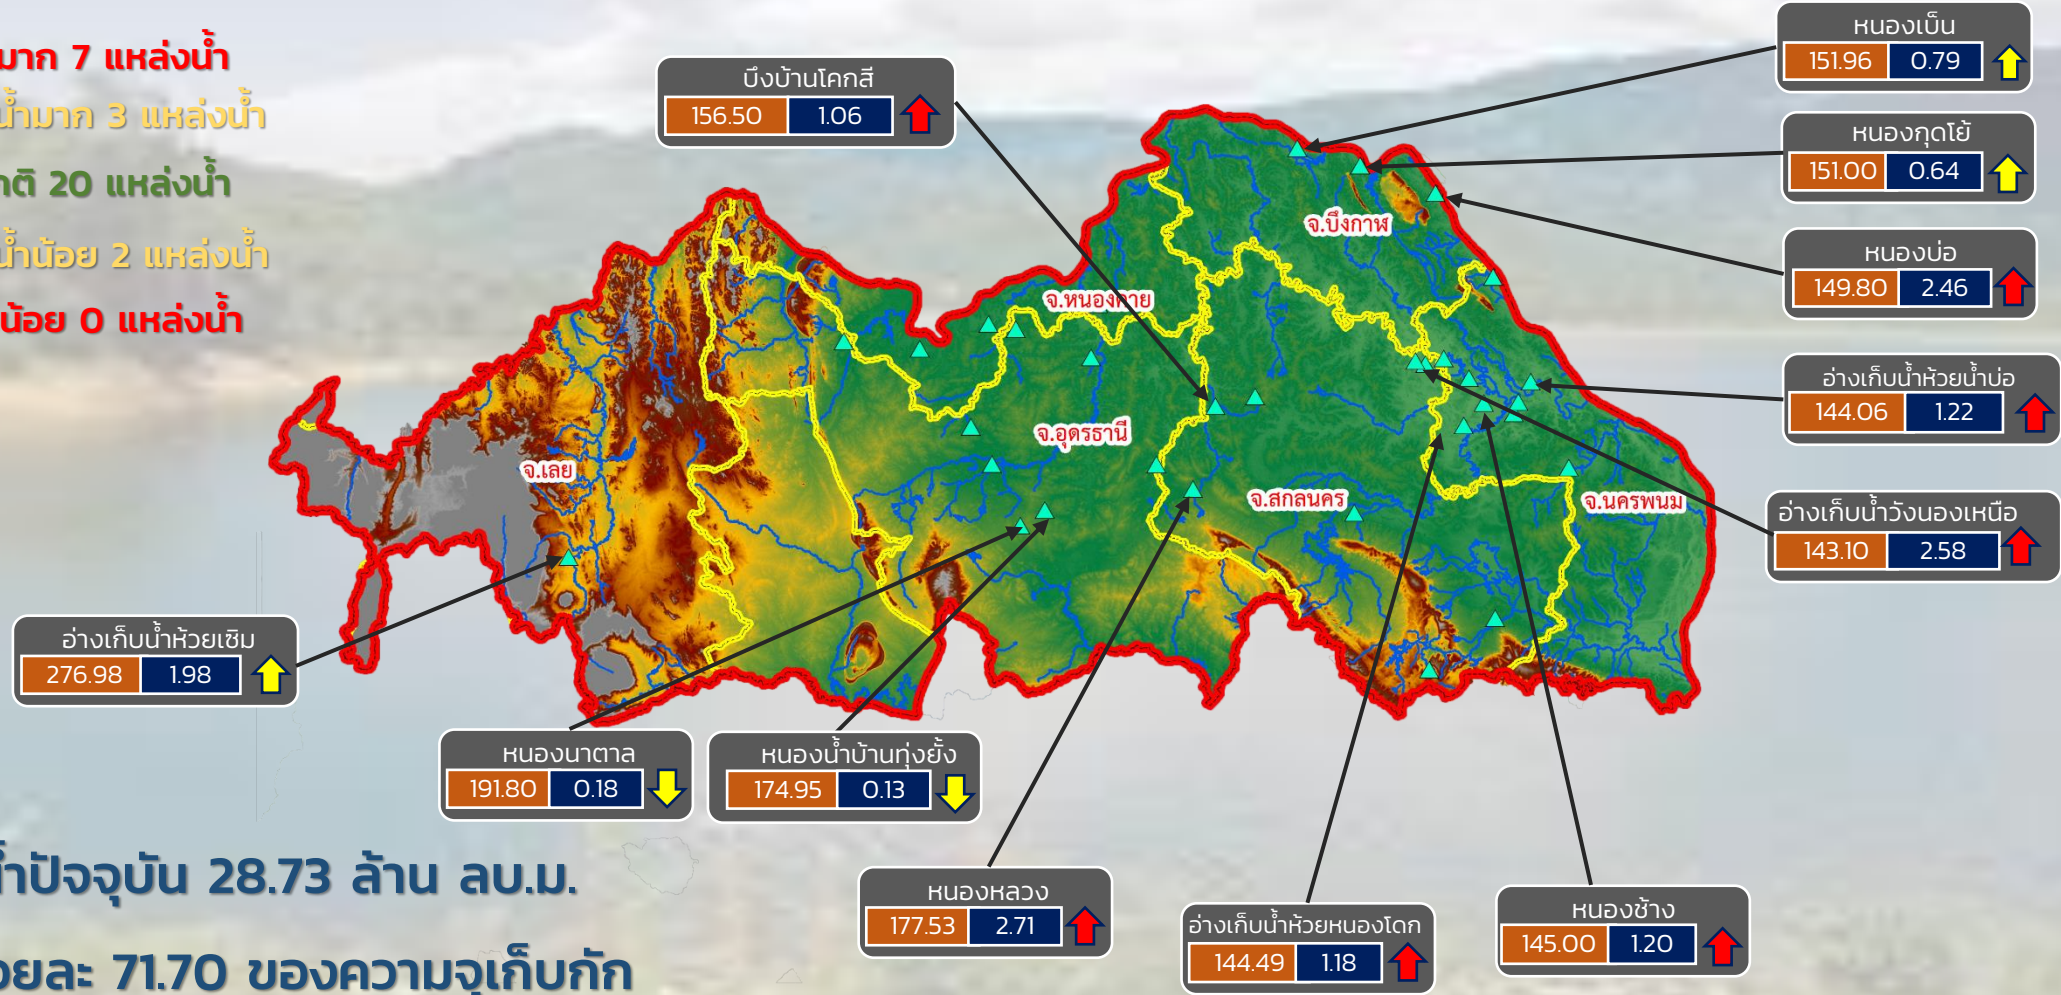 มาก 7 แหล่งน้ำ
น้ำมาก 3 แหล่งน้ำ
20 แหล่งน้ำ
น้ำน้อย 2 แหล่งน้ำ
น้อย 0 แหล่งน้ำ
บึงบ้านโคกสี
156.50 1.06
หนองเบ็น
151.96 0.79
หนองกุดโย้
151.00 0.64
หนองบ่อ
149.80 2.46
อ่างเก็บน้ำห้วยน้ำบ่อ
144.06 1.22
อ่างเก็บน้ำวังนองเหนือ
143.10 2.58
จ.บึงกาฬ
จ.หนองคาย
จ.อุดรธานี
จ.เลย
จ.สกลนคร
จ.นครพนม
อ่างเก็บน้ำห้วยเซิม
276.98 1.98
หนองนาตาล
191.80 0.18
หนองน้ำบ้านทุ่งยั้ง
174.95 0.13
หนองหลวง
177.53 2.71
อ่างเก็บน้ำห้วยหนองโดก
144.49 1.18
หนองช้าง
145.00 1.20
น้ำปัจจุบัน 28.73 ล้าน ลบ.ม.
ยละ 71.70 ของความจุเก็บกัก